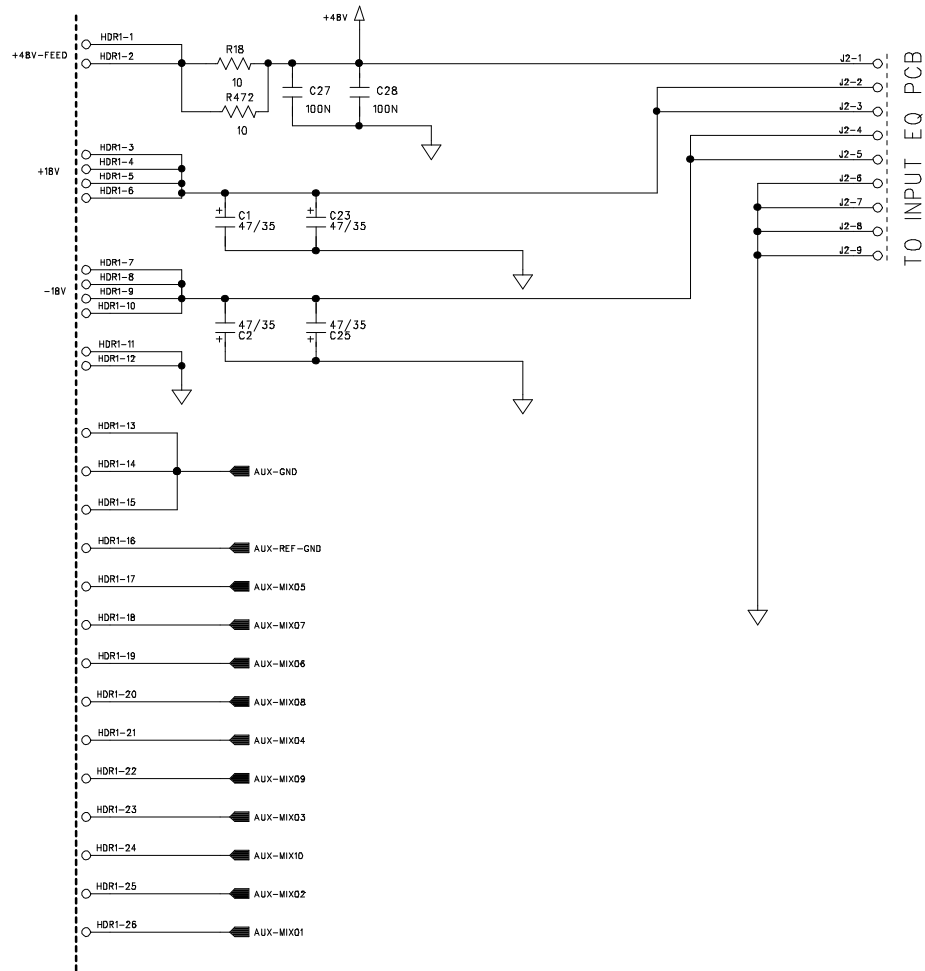 +48V
HDR1-1
+48V-FEED
HDR1-2
R18
10
R472
10
C27
100N
C28
100N
J2-1
J2-2
J2-3
J2-4
J2-5
J2-6
J2-7
J2-8
J2-9
TO INPUT EQ PCB
HDR1-3
HDR1-4
+18V
HDR1-5
HDR1-6
C1
47/35
C23
47/35
HDR1-7
HDR1-8
-18V
HDR1-9
HDR1-10
47/35
C2
47/35
C25
HDR1-11
HDR1-12
HDR1-13
HDR1-14
AUX-GND
HDR1-15
HDR1-16
AUX-REF-GND
HDR1-17
AUX-MIX05
HDR1-18
AUX-MIX07
HDR1-19
AUX-MIX06
HDR1-20
AUX-MIX08
HDR1-21
AUX-MIX04
HDR1-22
AUX-MIX09
HDR1-23
AUX-MIX03
HDR1-24
AUX-MIX10
HDR1-25
AUX-MIX02
HDR1-26
AUX-MIX01